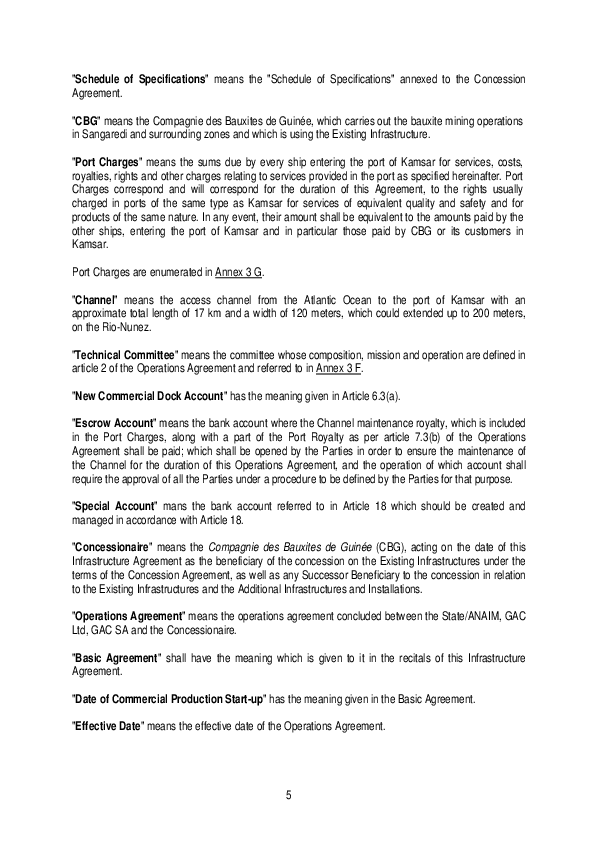 "Schedule of Specifications" means the "Schedule of Specifications" annexed to the Concession
Agreement.
"CBG" means the Compagnie des Bauxites de Guinée, which carries out the bauxite mining operations
in Sangaredi and surrounding zones and which is using the Existing Infrastructure.
"Port Charges" means the sums due by every ship entering the port of Kamsar for services, costs,
royalties, rights and other charges relating to services provided in the port as specified hereinafter. Port
Charges correspond and will correspond for the duration of this Agreement, to the rights usually
charged in ports of the same type as Kamsar for services of equivalent quality and safety and for
products of the same nature. In any event, their amount shall be equivalent to the amounts paid by the
other ships, entering the port of Kamsar and in particular those paid by CBG or its customers in
Kamsar.
Port Charges are enumerated in Annex 3 G.
"Channel" means the access channel from the Atlantic Ocean to the port of Kamsar with an
approximate total length of 17 km and a width of 120 meters, which could extended up to 200 meters,
on the Rio-Nunez.
"Technical Committee" means the committee whose composition, mission and operation are defined in
article 2 of the Operations Agreement and referred to in Annex 3 F.
"New Commercial Dock Account" has the meaning given in Article 6.3(a).
"Escrow Account" means the bank account where the Channel maintenance royalty, which is included
in the Port Charges, along with a part of the Port Royalty as per article 7.3(b) of the Operations
Agreement shall be paid; which shall be opened by the Parties in order to ensure the maintenance of
the Channel for the duration of this Operations Agreement, and the operation of which account shall
require the approval of all the Parties under a procedure to be defined by the Parties for that purpose.
"Special Account" mans the bank account referred to in Article 18 which should be created and
managed in accordance with Article 18.
"Concessionaire" means the Compagnie des Bauxites de Guinée (CBG), acting on the date of this
Infrastructure Agreement as the beneficiary of the concession on the Existing Infrastructures under the
terms of the Concession Agreement, as well as any Successor Beneficiary to the concession in relation
to the Existing Infrastructures and the Additional Infrastructures and Installations.
"Operations Agreement" means the operations agreement concluded between the State/ANAIM, GAC
Ltd, GAC SA and the Concessionaire.
"Basic Agreement" shall have the meaning which is given to it in the recitals of this Infrastructure
Agreement.
"Date of Commercial Production Start-up" has the meaning given in the Basic Agreement.
"Effective Date" means the effective date of the Operations Agreement.
5